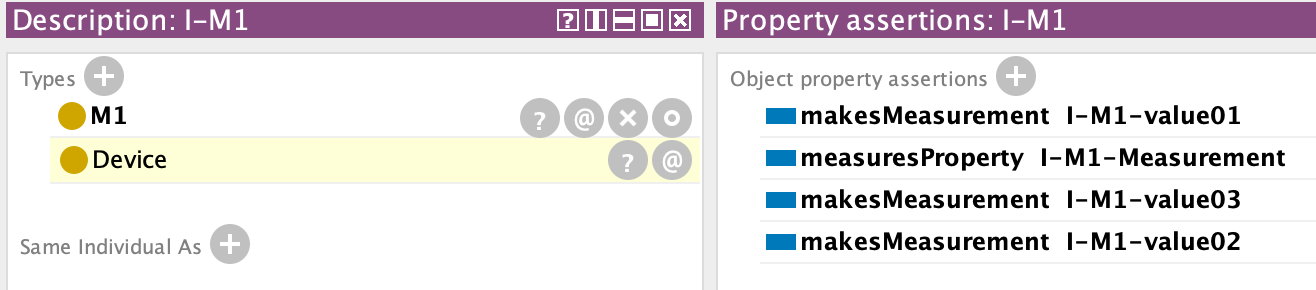 Description: I-M1
Types
M1
Device
Same Individual As
Property assertions: I-M1
Object property assertions
makesMeasurement I-M1-value01
measuresProperty I-M1-Measurement
makesMeasurement I-M1-value03
makesMeasurement I-M1-value02